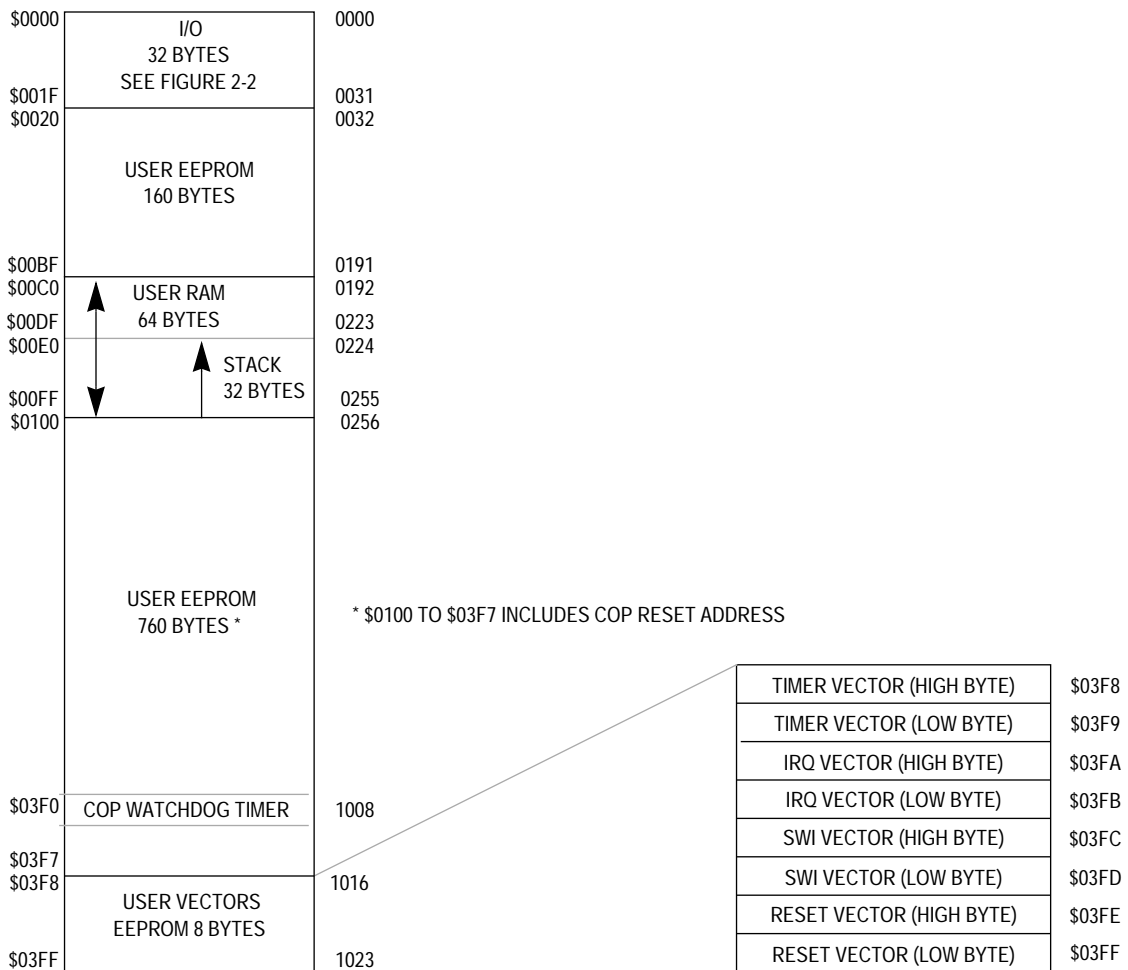 $0000
I/O
0000
32 BYTES
SEE FIGURE 2-2
$001F
0031
$0020
0032
USER EEPROM
160 BYTES
$00BF
0191
$00C0
USER RAM
0192
$00DF
64 BYTES
0223
$00E0
0224
STACK
32 BYTES
$00FF
0255
$0100
0256
USER EEPROM
760 BYTES *
* $0100 TO $03F7 INCLUDES COP RESET ADDRESS
$03F0
COP WATCHDOG TIMER
1008
$03F7
$03F8
1016
USER VECTORS
EEPROM 8 BYTES
$03FF
1023
TIMER VECTOR (HIGH BYTE) $03F8
TIMER VECTOR (LOW BYTE) $03F9
IRQ VECTOR (HIGH BYTE) $03FA
IRQ VECTOR (LOW BYTE) $03FB
SWI VECTOR (HIGH BYTE) $03FC
SWI VECTOR (LOW BYTE) $03FD
RESET VECTOR (HIGH BYTE) $03FE
RESET VECTOR (LOW BYTE) $03FF